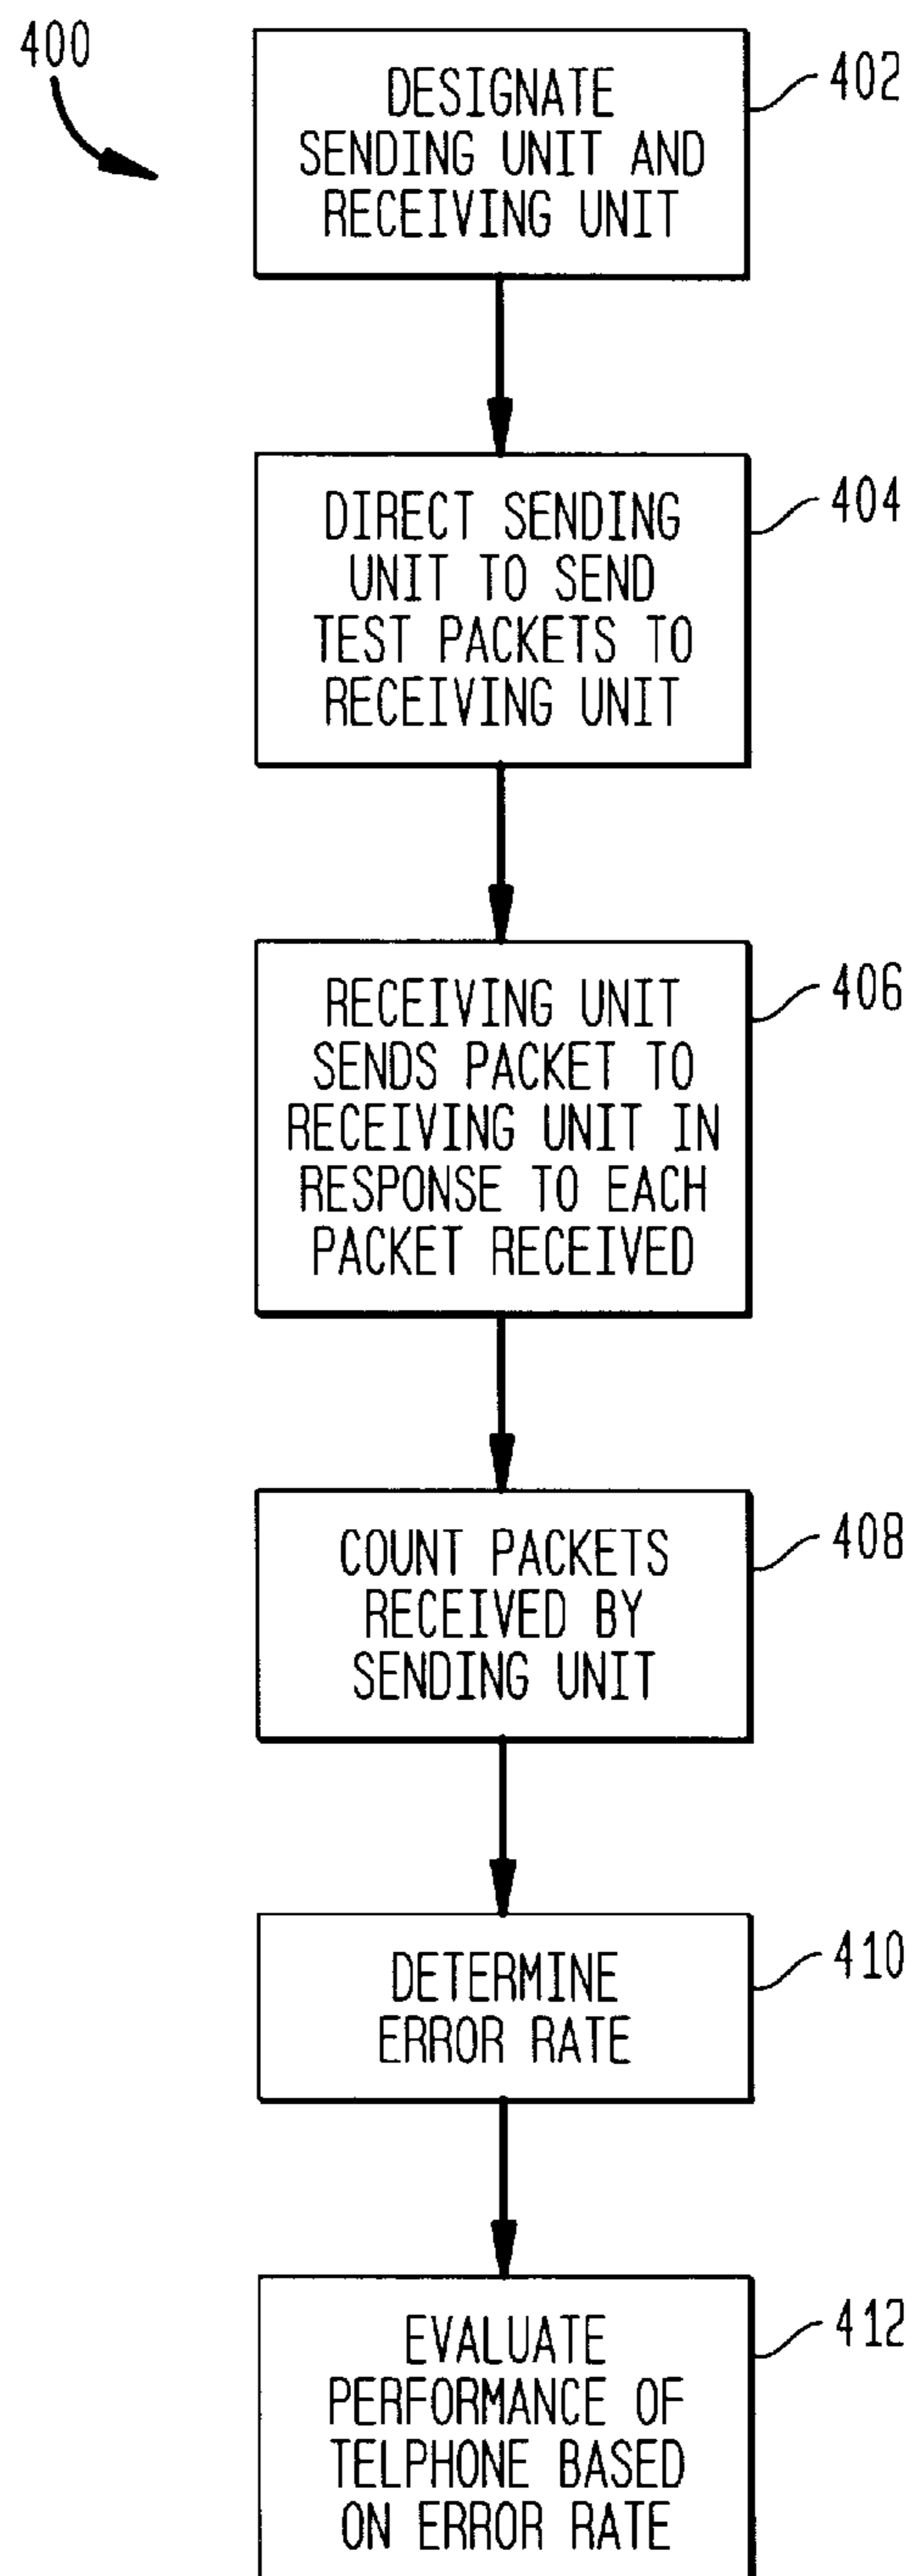 400
DESIGNATE
SENDING UNIT AND
RECEIVING UNIT
402
DIRECT SENDING
UNIT TO SEND
TEST PACKETS TO
RECEIVING UNIT
404
RECEIVING UNIT
SENDS PACKET TO
RECEIVING UNIT IN
RESPONSE TO EACH
PACKET RECEIVED
406
COUNT PACKETS
RECEIVED BY
SENDING UNIT
408
DETERMINE
ERROR RATE
410
EVALUATE
PERFORMANCE OF
TELPHONE BASED
ON ERROR RATE
412